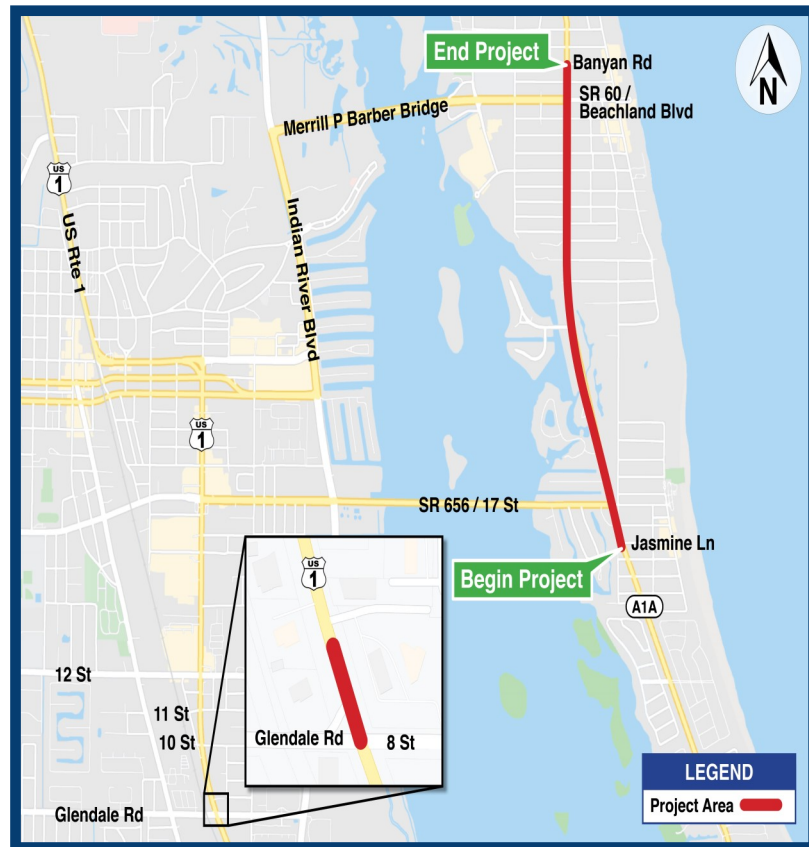 End Project
Banyan Rd
SR 60 /
Beachland Blvd
N
Merrill P Barber Bridge
US
1
US Rte 1
Indian River Blvd
US
1
SR 656 / 17 St
Jasmine Ln
Begin Project
A1A
US
1
12 St
11 St
10 St
Glendale Rd
8 St
Glendale Rd
LEGEND
Project Area